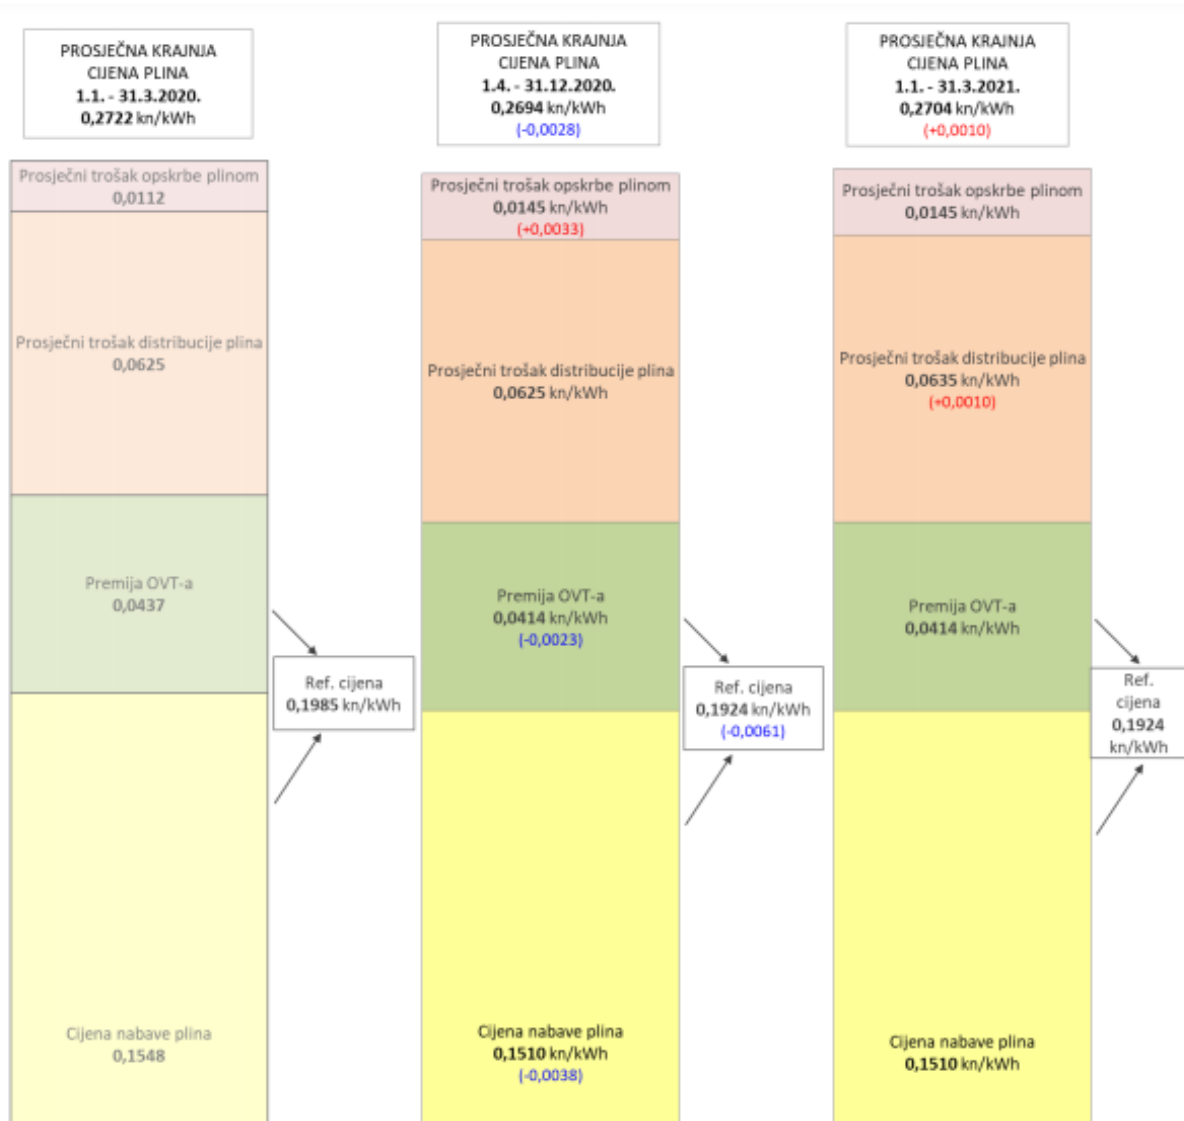 PROSJEČNA KRAJNJA
CIJENA PLINA
1.1. - 31.3.2020.
0,2722 kn/kWh
Prosječni trošak opskrbe plinom
0,0112
Prosječni trošak distribucije plina
0,0625
Premija OVT-a
0,0437
Ref. cijena
0,1985 kn/kWh
Cijena nabave plina
0,1548
PROSJEČNA KRAJNJA
CIJENA PLINA
1.4. - 31.12.2020.
0,2694 kn/kWh
(-0,0028)
Prosječni trošak opskrbe plinom
0,0145 kn/kWh
(+0,0033)
Prosječni trošak distribucije plina
0,0625 kn/kWh
Premija OVT-a
0,0414 kn/kWh
(-0,0023)
Ref. cijena
0,1924 kn/kWh
(-0,0061)
Cijena nabave plina
0,1510 kn/kWh
(-0,0038)
PROSJEČNA KRAJNJA
CIJENA PLINA
1.1. - 31.3.2021.
0,2704 kn/kWh
(+0,0010)
Prosječni trošak opskrbe plinom
0,0145 kn/kWh
Prosječni trošak distribucije plina
0,0635 kn/kWh
(+0,0010)
Premija OVT-a
0,0414 kn/kWh
Ref.
cijena
0,1924
kn/kWh
Cijena nabave plina
0,1510 kn/kWh